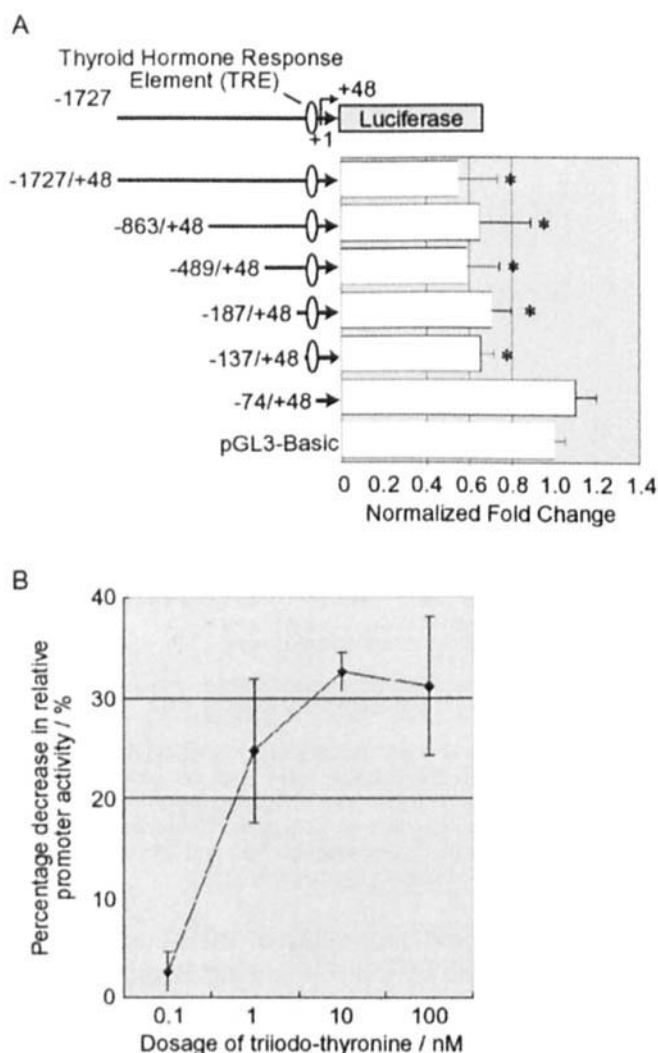 A
Thyroid Hormone Response
Element (TRE)
-1727
+48
+1
Luciferase
-1727/+48
*
-863/+48
*
-489/+48
*
-187/+48
*
-137/+48
*
-74/+48
pGL3-Basic
0 0.2 0.4 0.6 0.8 1.0 1.2 1.4
Normalized Fold Change
B
Percentage decrease in relative
promoter activity / %
40
30
20
10
0
0.1 1 10 100
Dosage of triiodo-thyronine / nM